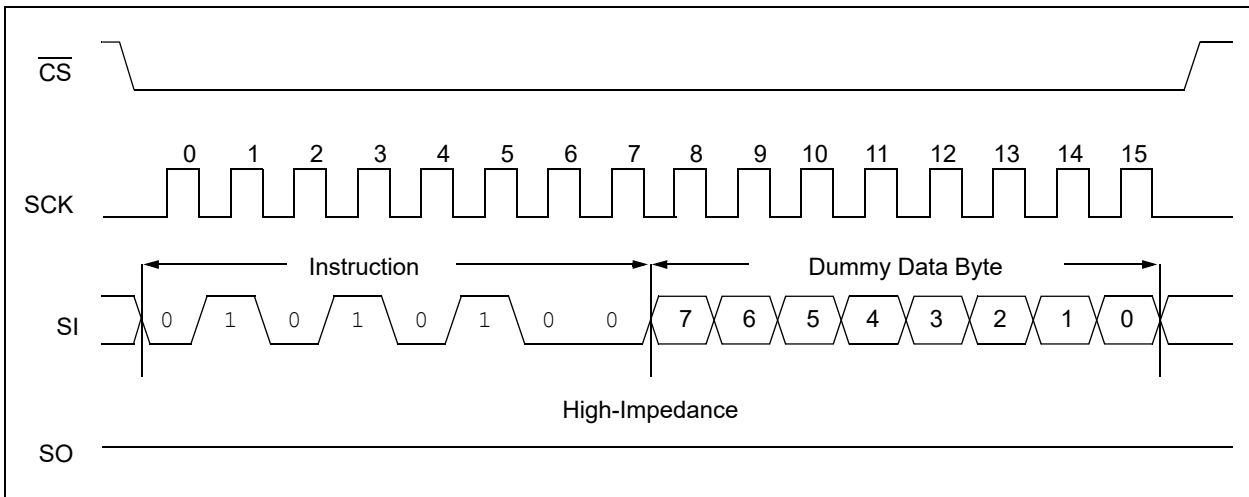 CS
0 1 2 3 4 5 6 7 8 9 10 11 12 13 14 15
SCK
Instruction Dummy Data Byte
SI 0 1 0 1 0 1 0 0 7 6 5 4 3 2 1 0
High-Impedance
SO